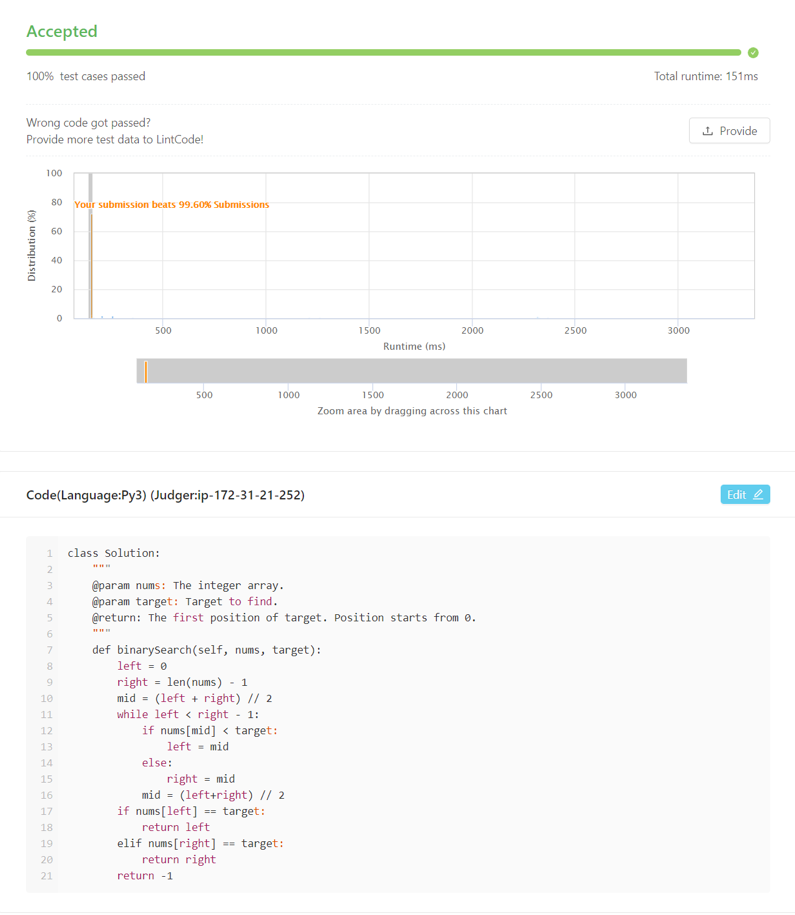 Accepted
100% test cases passed
Total runtime: 151ms
Wrong code got passed?
Provide more test data to LintCode!
Provide
100
80
60
40
20
0
Distribution (%)
Your submission beats 99.60% Submissions
500 1000 1500 2000 2500 3000
Runtime (ms)
500 1000 1500 2000 2500 3000
Zoom area by dragging across this chart
Code(Language:Py3) (Judger:ip-172-31-21-252)
Edit
1 class Solution:
2     """
3     @param nums: The integer array.
4     @param target: Target to find.
5     @return: The first position of target. Position starts from 0.
6     """
7     def binarySearch(self, nums, target):
8         left = 0
9         right = len(nums) - 1
10         mid = (left + right) // 2
11         while left < right - 1:
12             if nums[mid] < target:
13                 left = mid
14             else:
15                 right = mid
16             mid = (left+right) // 2
17         if nums[left] == target:
18             return left
19         elif nums[right] == target:
20             return right
21         return -1